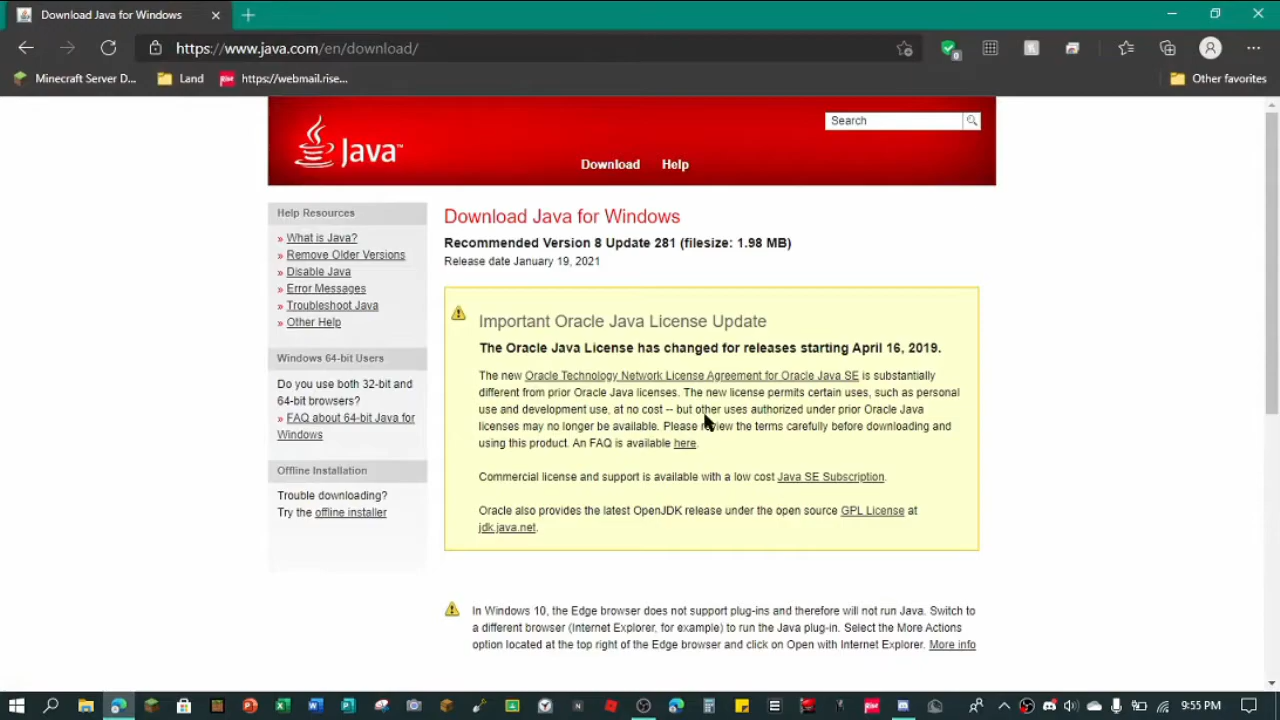 Download Java for Windows
https://www.java.com/en/download/
Minecraft Server D...
Land
https://webmail.rise...
Other favorites
Java™
Search
Download
Help
Help Resources
» What is Java?
» Remove Older Versions
» Disable Java
» Error Messages
» Troubleshoot Java
» Other Help
Windows 64-bit Users
Do you use both 32-bit and
64-bit browsers?
» FAQ about 64-bit Java for
Windows
Offline Installation
Trouble downloading?
Try the offline installer
Download Java for Windows
Recommended Version 8 Update 281 (filesize: 1.98 MB)
Release date January 19, 2021
Important Oracle Java License Update
The Oracle Java License has changed for releases starting April 16, 2019.
The new Oracle Technology Network License Agreement for Oracle Java SE is substantially
different from prior Oracle Java licenses. The new license permits certain uses, such as personal
use and development use, at no cost -- but other uses authorized under prior Oracle Java
licenses may no longer be available. Please review the terms carefully before downloading and
using this product. An FAQ is available here.
Commercial license and support is available with a low cost Java SE Subscription.
Oracle also provides the latest OpenJDK release under the open source GPL License at
jdk.java.net.
In Windows 10, the Edge browser does not support plug-ins and therefore will not run Java. Switch to
a different browser (Internet Explorer, for example) to run the Java plug-in. Select the More Actions
option located at the top right of the Edge browser and click on Open with Internet Explorer. More info
9:55 PM